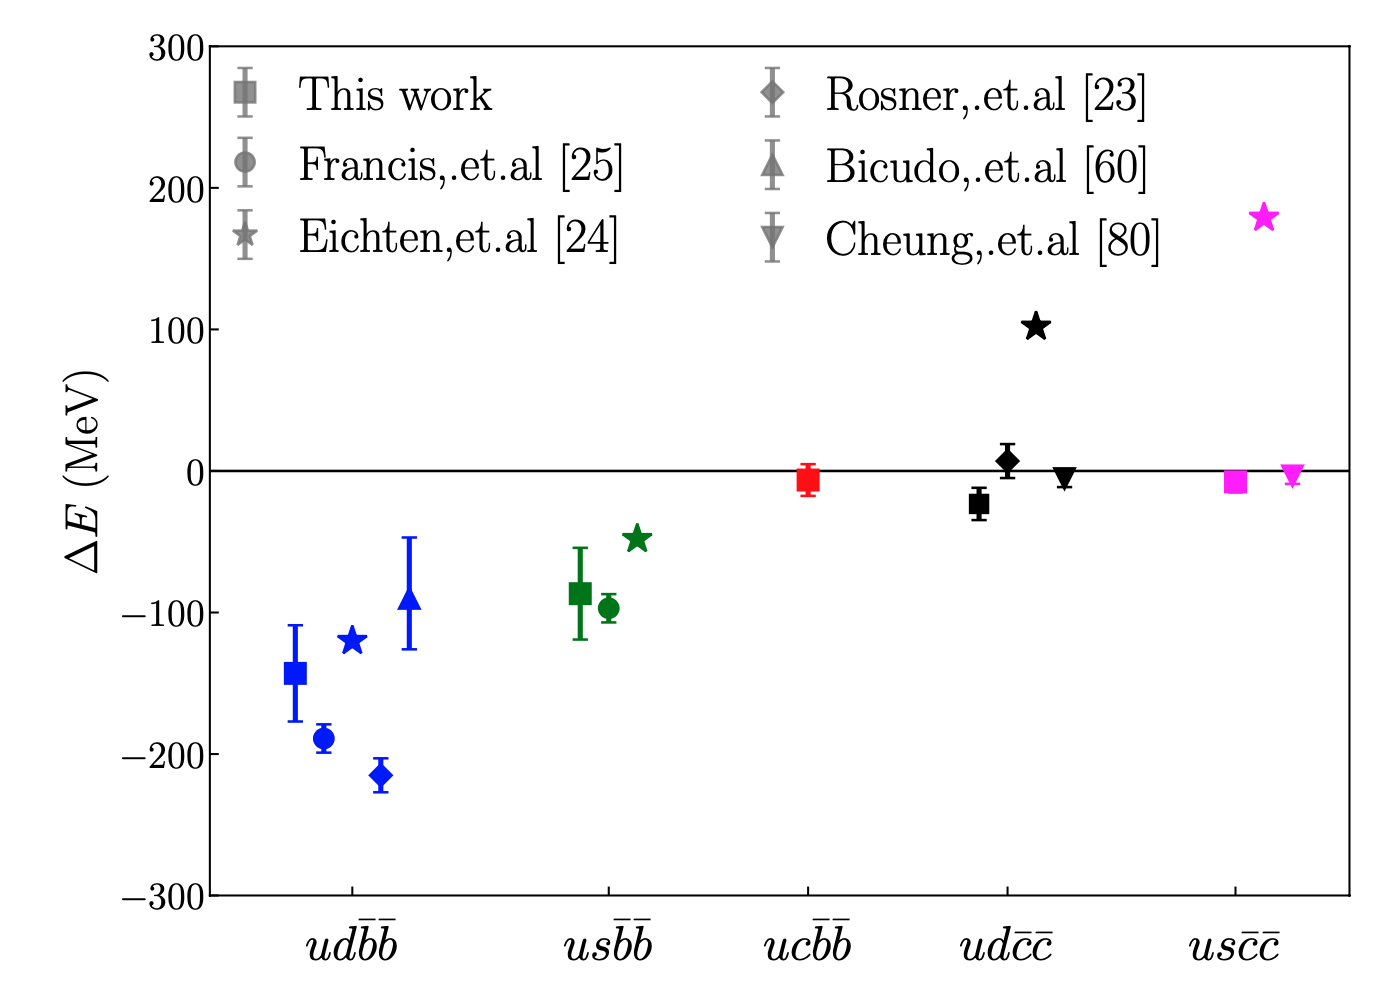 300
This work
Rosner,.et.al [23]
Francis,.et.al [25]
Bicudo,.et.al [60]
200
Eichten,et.al [24]
Cheung,.et.al [80]
100
ΔE (MeV)
0
−100
−200
−300
udb̄b̄
usb̄b̄
ucb̄b̄
udc̄c̄
usc̄c̄